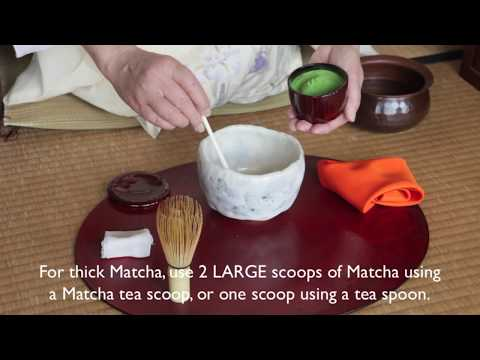 For thick Matcha, use 2 LARGE scoops of Matcha using
a Matcha tea scoop, or one scoop using a tea spoon.